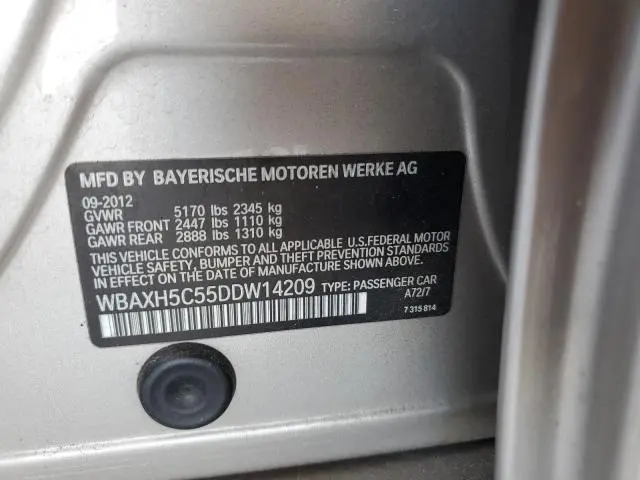 MFD BY BAYERISCHE MOTOREN WERKE AG
09-2012
GVWR 5170 lbs 2345 kg
GAWR FRONT 2447 lbs 1110 kg
GAWR REAR 2888 lbs 1310 kg
THIS VEHICLE CONFORMS TO ALL APPLICABLE U.S.FEDERAL MOTOR
VEHICLE SAFETY, BUMPER AND THEFT PREVENTION STANDARDS
IN EFFECT ON THE DATE OF MANUFACTURE SHOWN ABOVE.
WBAXH5C55DDW14209 TYPE: PASSENGER CAR
A72/7
7 315 814